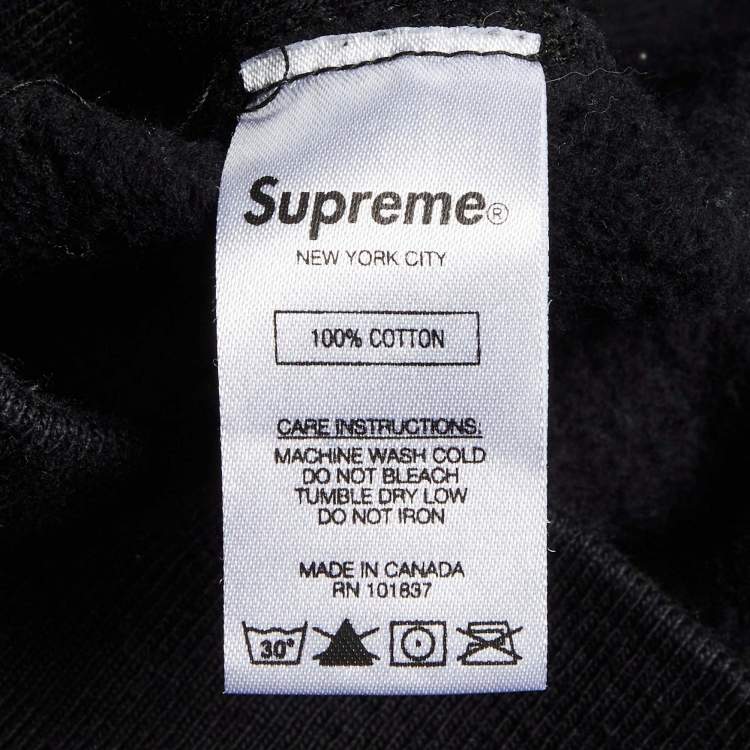 Supreme®
NEW YORK CITY
100% COTTON
CARE INSTRUCTIONS:
MACHINE WASH COLD
DO NOT BLEACH
TUMBLE DRY LOW
DO NOT IRON
MADE IN CANADA
RN 101837
30°